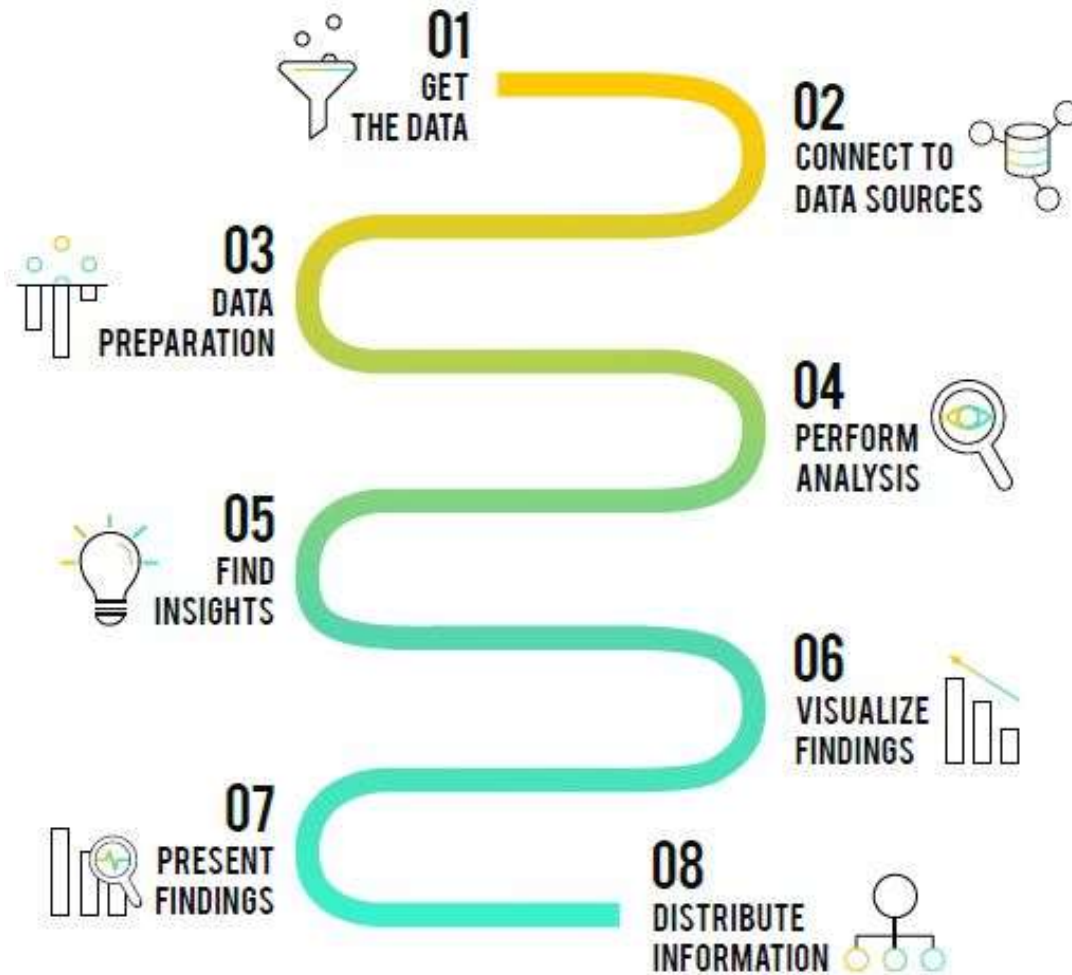 01
GET
THE DATA
02
CONNECT TO
DATA SOURCES
03
DATA
PREPARATION
04
PERFORM
ANALYSIS
05
FIND
INSIGHTS
06
VISUALIZE
FINDINGS
07
PRESENT
FINDINGS
08
DISTRIBUTE
INFORMATION